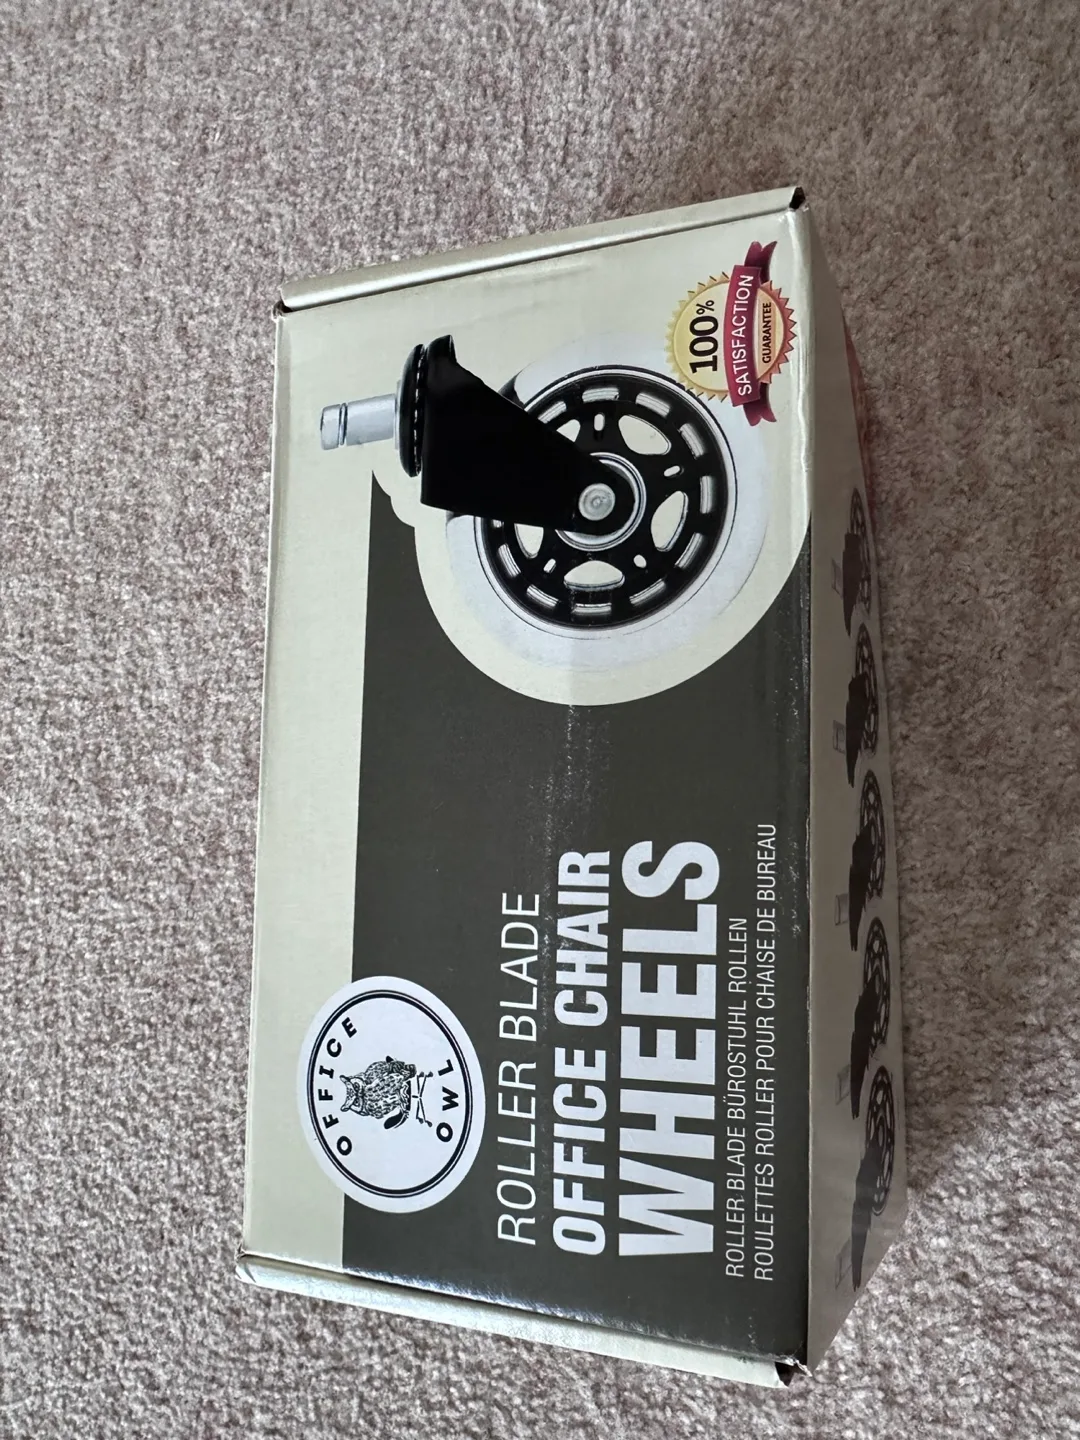 OFFICE
OWL
ROLLER BLADE
OFFICE CHAIR
WHEELS
ROLLER BLADE BÜROSTUHL ROLLEN
ROULETTES ROLLER POUR CHAISE DE BUREAU
100%
SATISFACTION
GUARANTEE